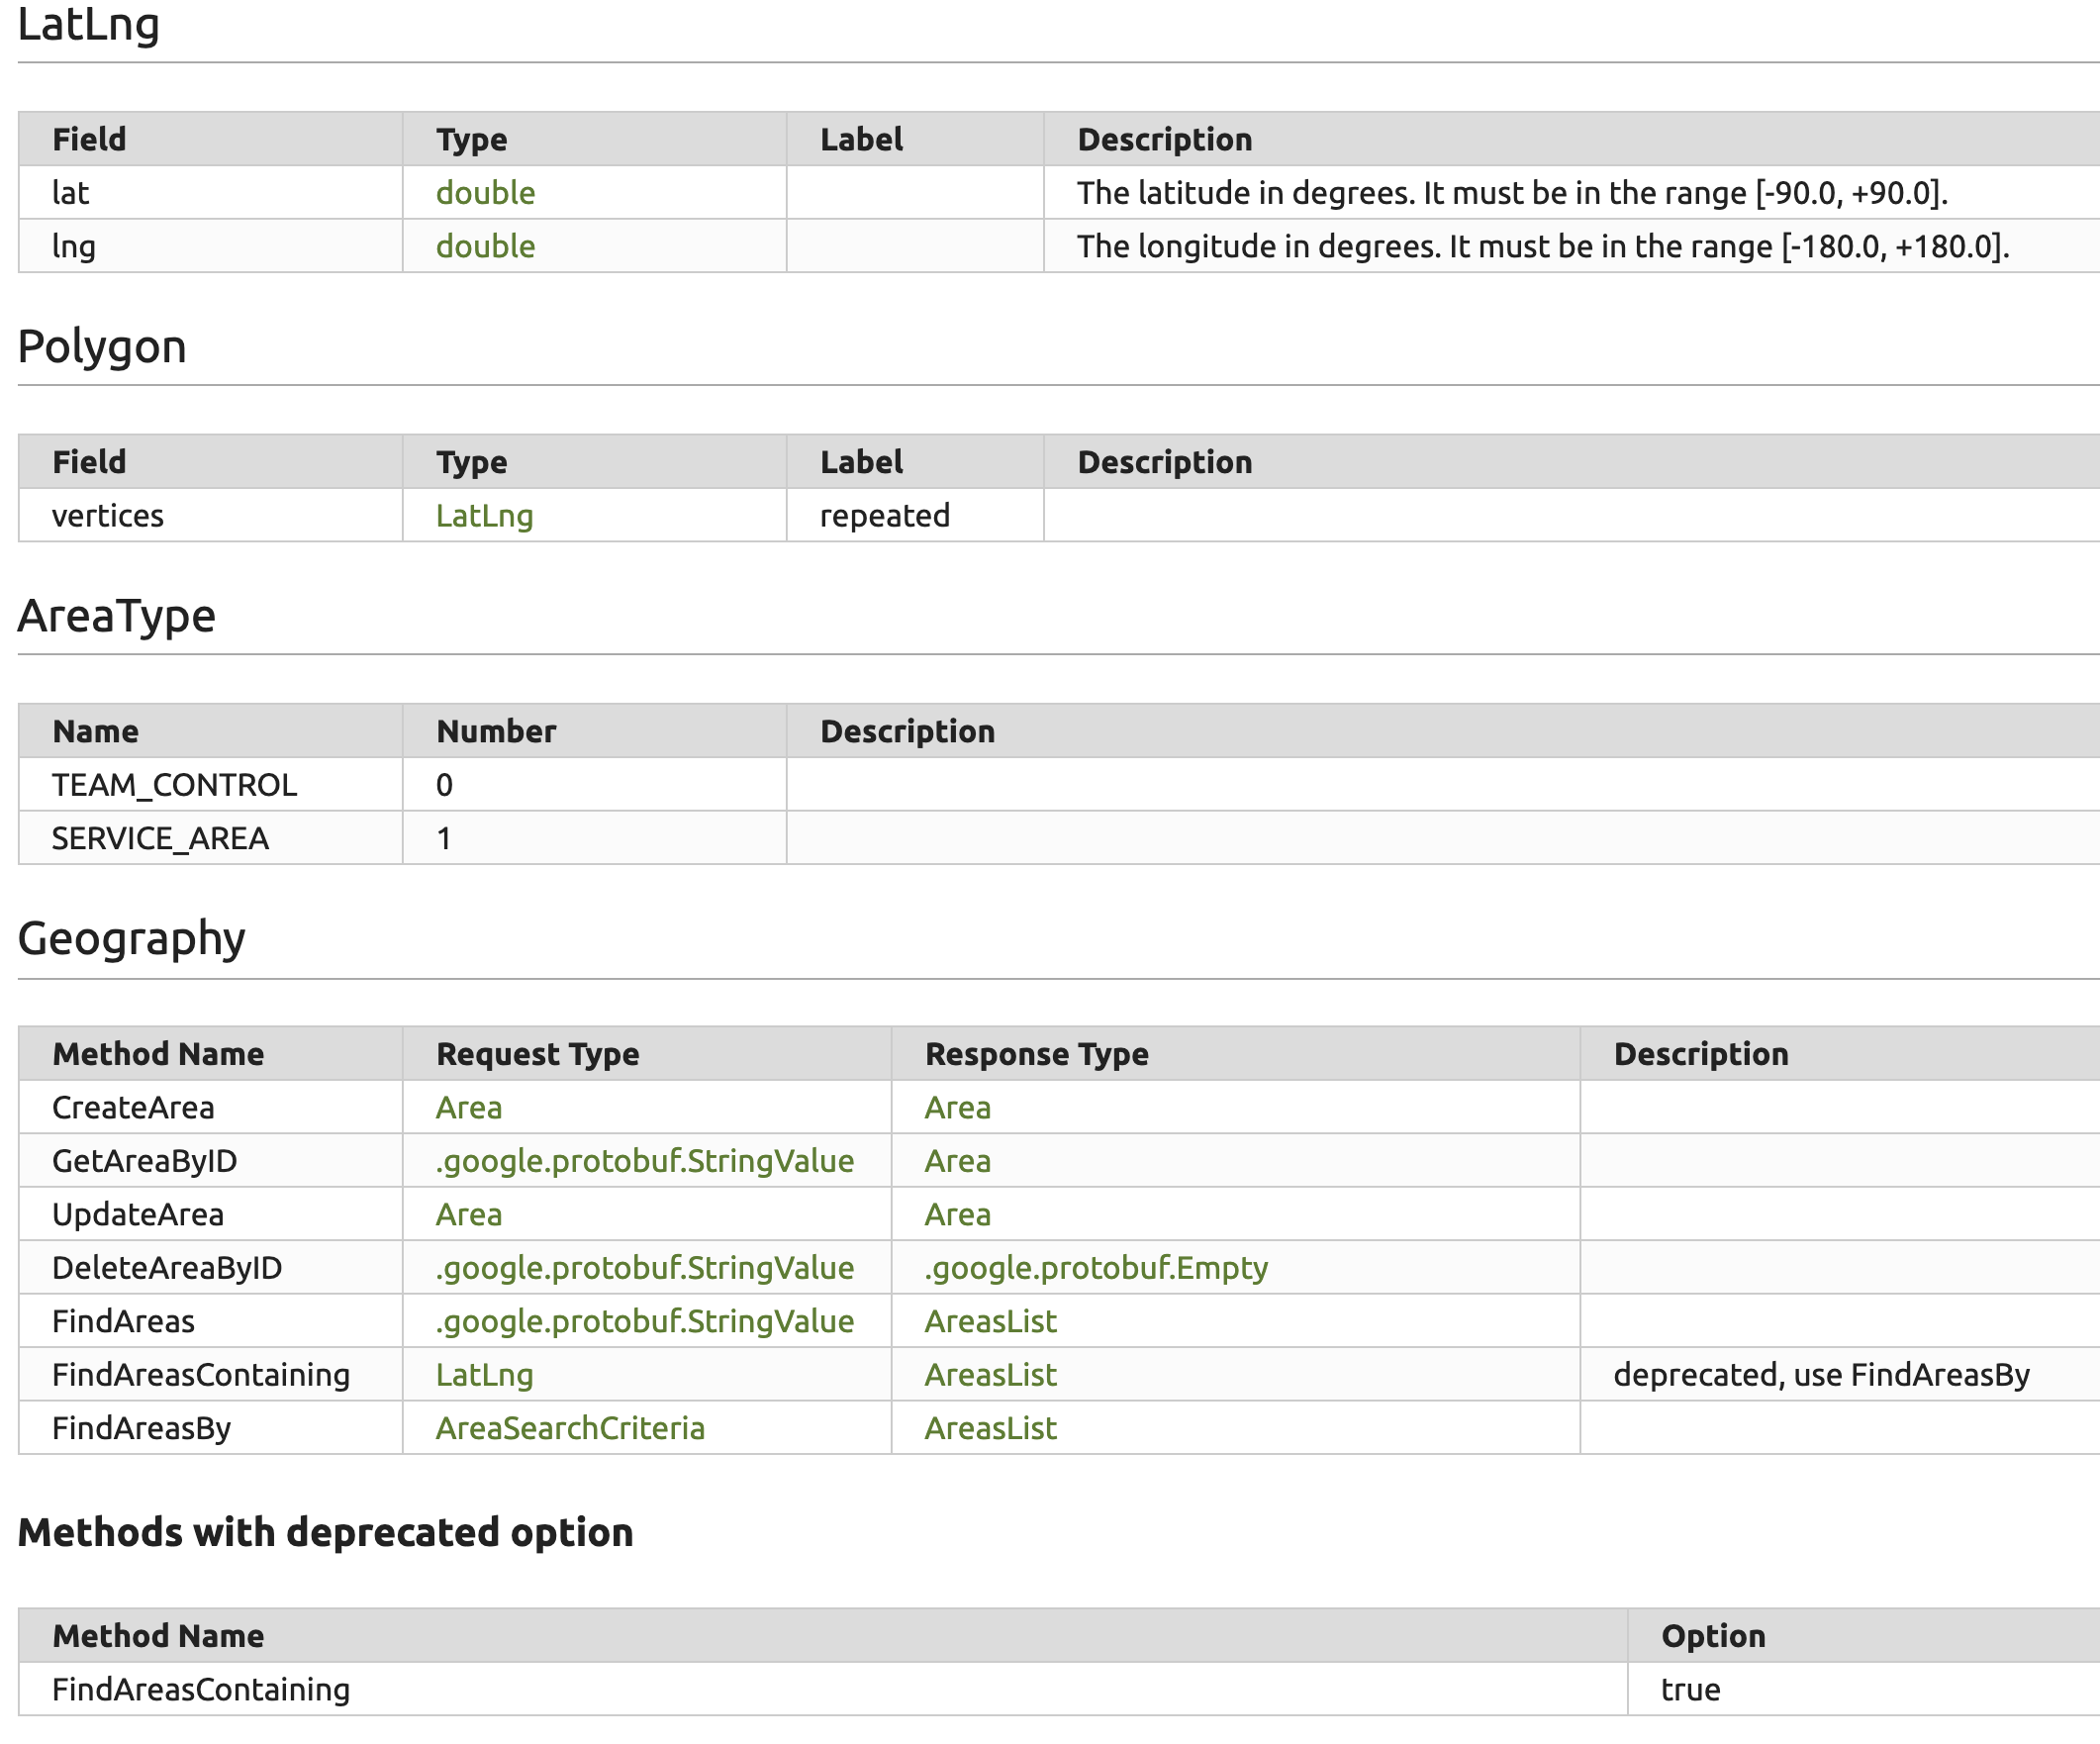 LatLng
Field Type Label Description
lat double The latitude in degrees. It must be in the range [-90.0, +90.0].
lng double The longitude in degrees. It must be in the range [-180.0, +180.0].
Polygon
Field Type Label Description
vertices LatLng repeated
AreaType
Name Number Description
TEAM_CONTROL 0
SERVICE_AREA 1
Geography
Method Name Request Type Response Type Description
CreateArea Area Area
GetAreaByID .google.protobuf.StringValue Area
UpdateArea Area Area
DeleteAreaByID .google.protobuf.StringValue .google.protobuf.Empty
FindAreas .google.protobuf.StringValue AreasList
FindAreasContaining LatLng AreasList deprecated, use FindAreasBy
FindAreasBy AreaSearchCriteria AreasList
Methods with deprecated option
Method Name Option
FindAreasContaining true